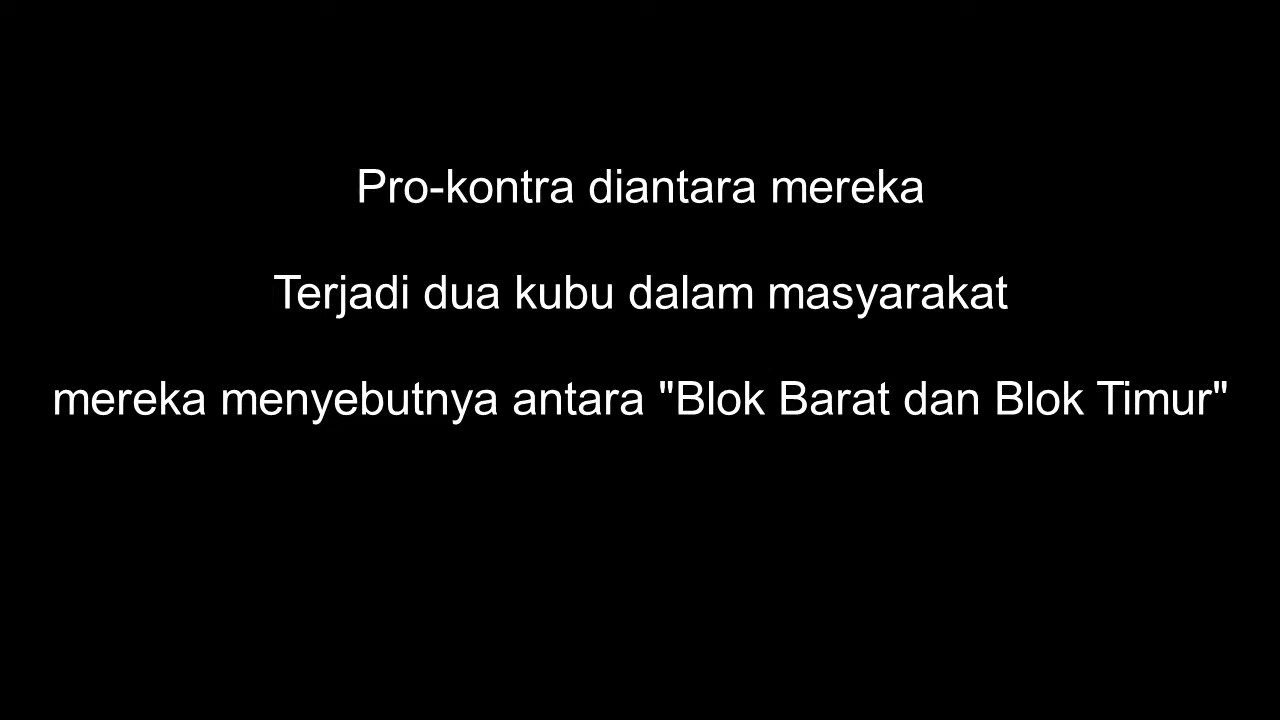 Pro-kontra diantara mereka
Terjadi dua kubu dalam masyarakat
mereka menyebutnya antara "Blok Barat dan Blok Timur"